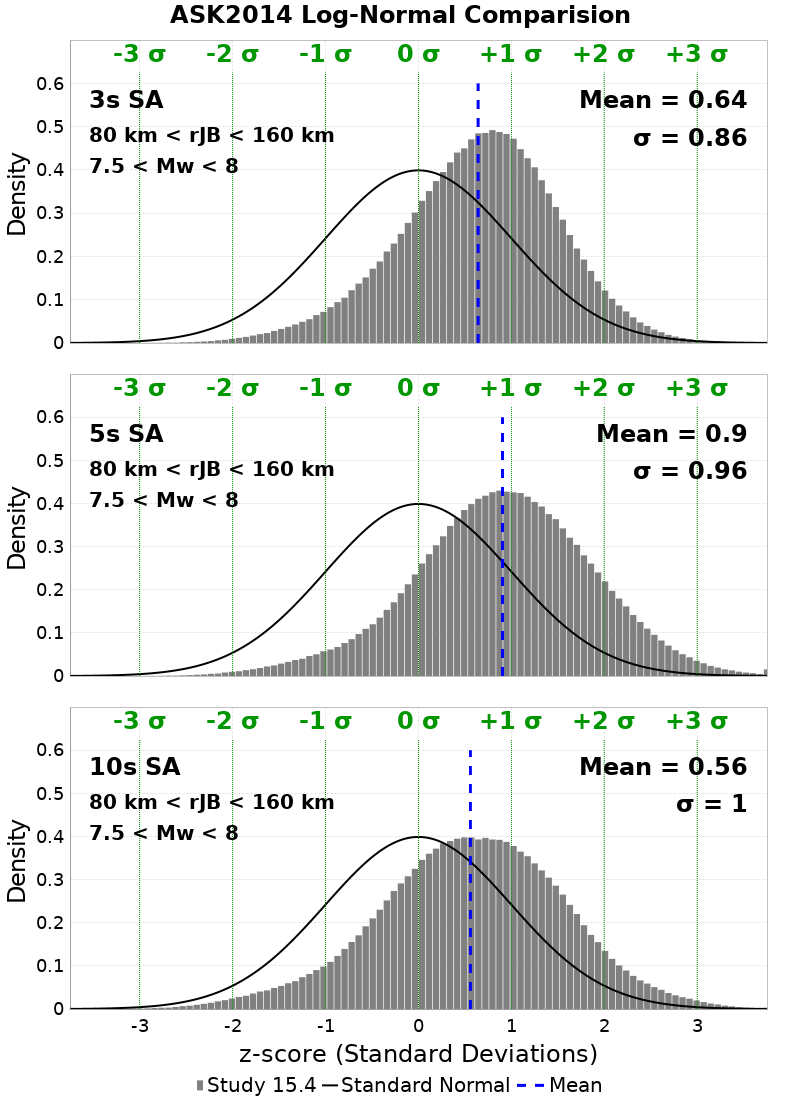 ASK2014 Log-Normal Comparision
-3 σ -2 σ -1 σ 0 σ +1 σ +2 σ +3 σ
0.6
3s SA Mean = 0.64
0.5
80 km < rJB < 160 km σ = 0.86
7.5 < Mw < 8
0.4
Density
0.3
0.2
0.1
0
-3 σ -2 σ -1 σ 0 σ +1 σ +2 σ +3 σ
0.6
5s SA Mean = 0.9
0.5
80 km < rJB < 160 km σ = 0.96
7.5 < Mw < 8
0.4
Density
0.3
0.2
0.1
0
-3 σ -2 σ -1 σ 0 σ +1 σ +2 σ +3 σ
0.6
10s SA Mean = 0.56
0.5
80 km < rJB < 160 km σ = 1
7.5 < Mw < 8
0.4
Density
0.3
0.2
0.1
0
-3 -2 -1 0 1 2 3
z-score (Standard Deviations)
Study 15.4 Standard Normal Mean